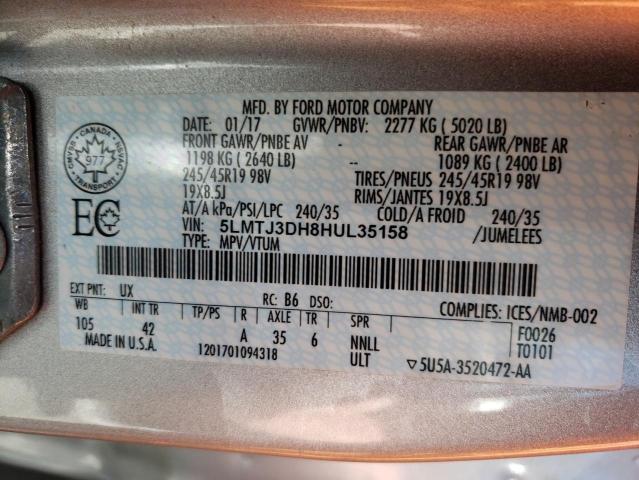 MFD. BY FORD MOTOR COMPANY
DATE: 01/17 GVWR/PNBV: 2277 KG ( 5020 LB)
FRONT GAWR/PNBE AV -- REAR GAWR/PNBE AR
1198 KG ( 2640 LB) 1089 KG ( 2400 LB)
245/45R19 98V TIRES/PNEUS 245/45R19 98V
19X8.5J RIMS/JANTES 19X8.5J
AT/A kPa/PSI/LPC 240/35 COLD/A FROID 240/35
VIN: 5LMTJ3DH8HUL35158 /JUMELEES
TYPE: MPV/VTUM
CANADA
977
TRANSPORT
EC
EXT PNT: UX RC: B6 DSO: COMPLIES: ICES/NMB-002
WB INT TR TP/PS R AXLE TR SPR F0026
105 42 A 35 6 NNLL T0101
MADE IN U.S.A. 1201701094318 ULT ▽5U5A-3520472-AA